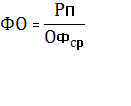 ФО = Рп / Офср